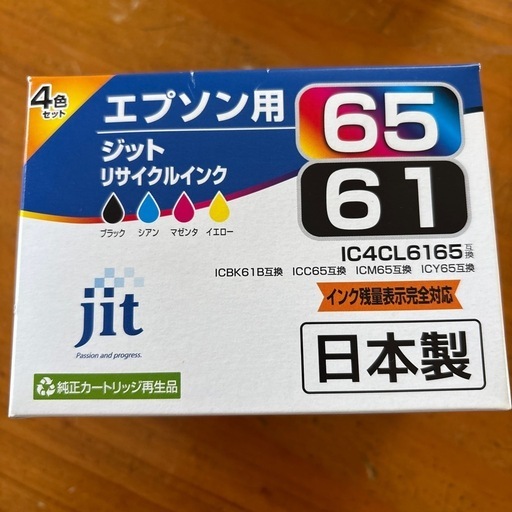 4色
セット
エプソン用
65
ジット
リサイクルインク
61
ブラック シアン マゼンタ イエロー
IC4CL6165互換
ICBK61B互換 ICC65互換 ICM65互換 ICY65互換
インク残量表示完全対応
jit
Passion and progress.
日本製
純正カートリッジ再生品